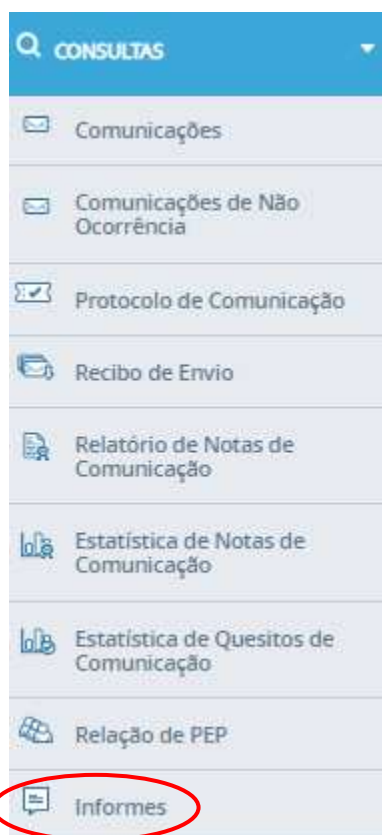 CONSULTAS
Comunicações
Comunicações de Não
Ocorrência
Protocolo de Comunicação
Recibo de Envio
Relatório de Notas de
Comunicação
Estatística de Notas de
Comunicação
Estatística de Quesitos de
Comunicação
Relação de PEP
Informes